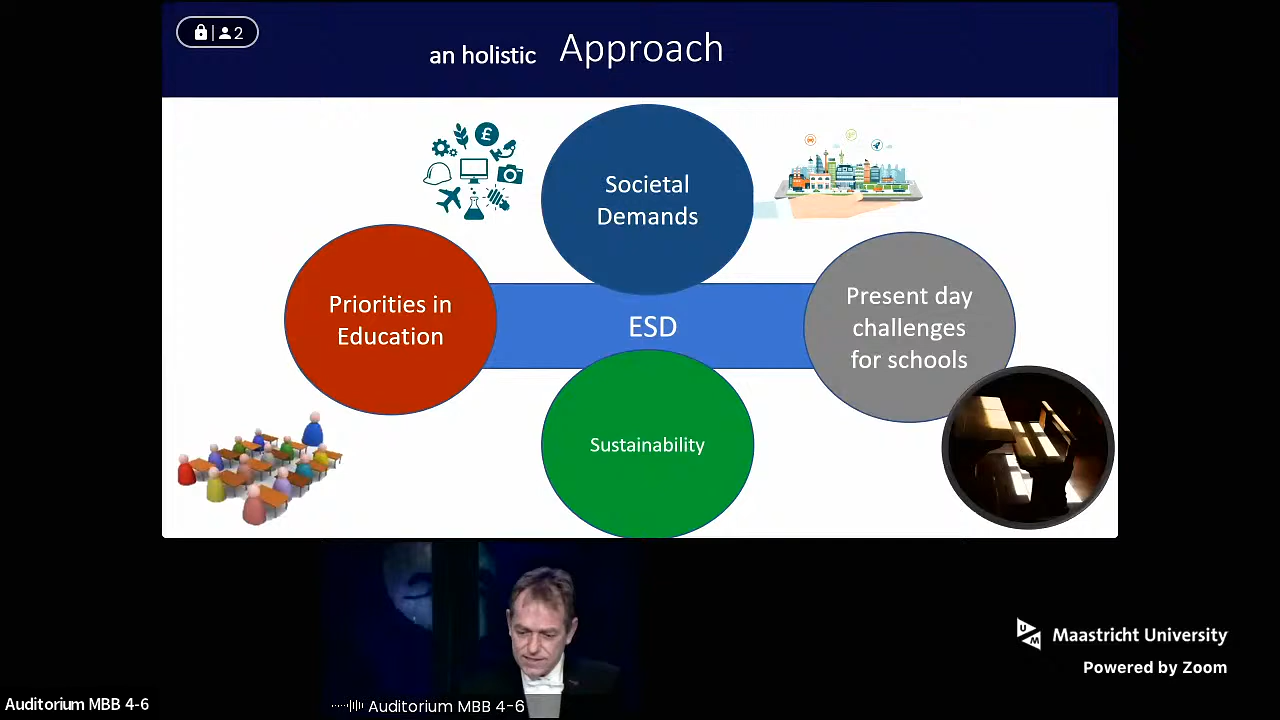 2
an holistic Approach
Societal
Demands
Priorities in
Education
ESD
Present day
challenges
for schools
Sustainability
UM
Maastricht University
Powered by Zoom
Auditorium MBB 4-6
Auditorium MBB 4-6